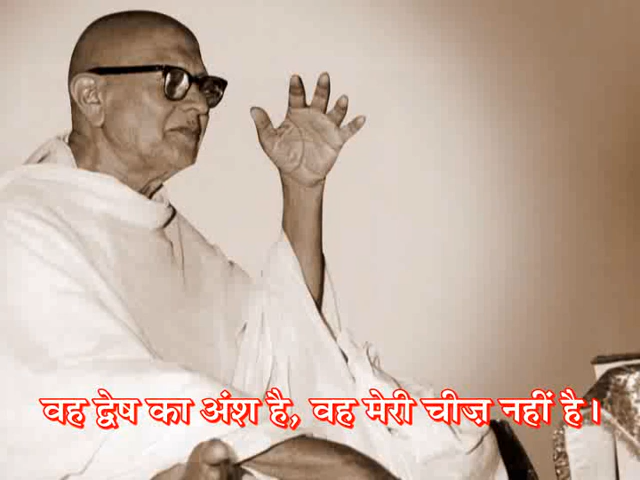 वह द्वेष का अंश है, वह मेरी चीज़ नहीं है।